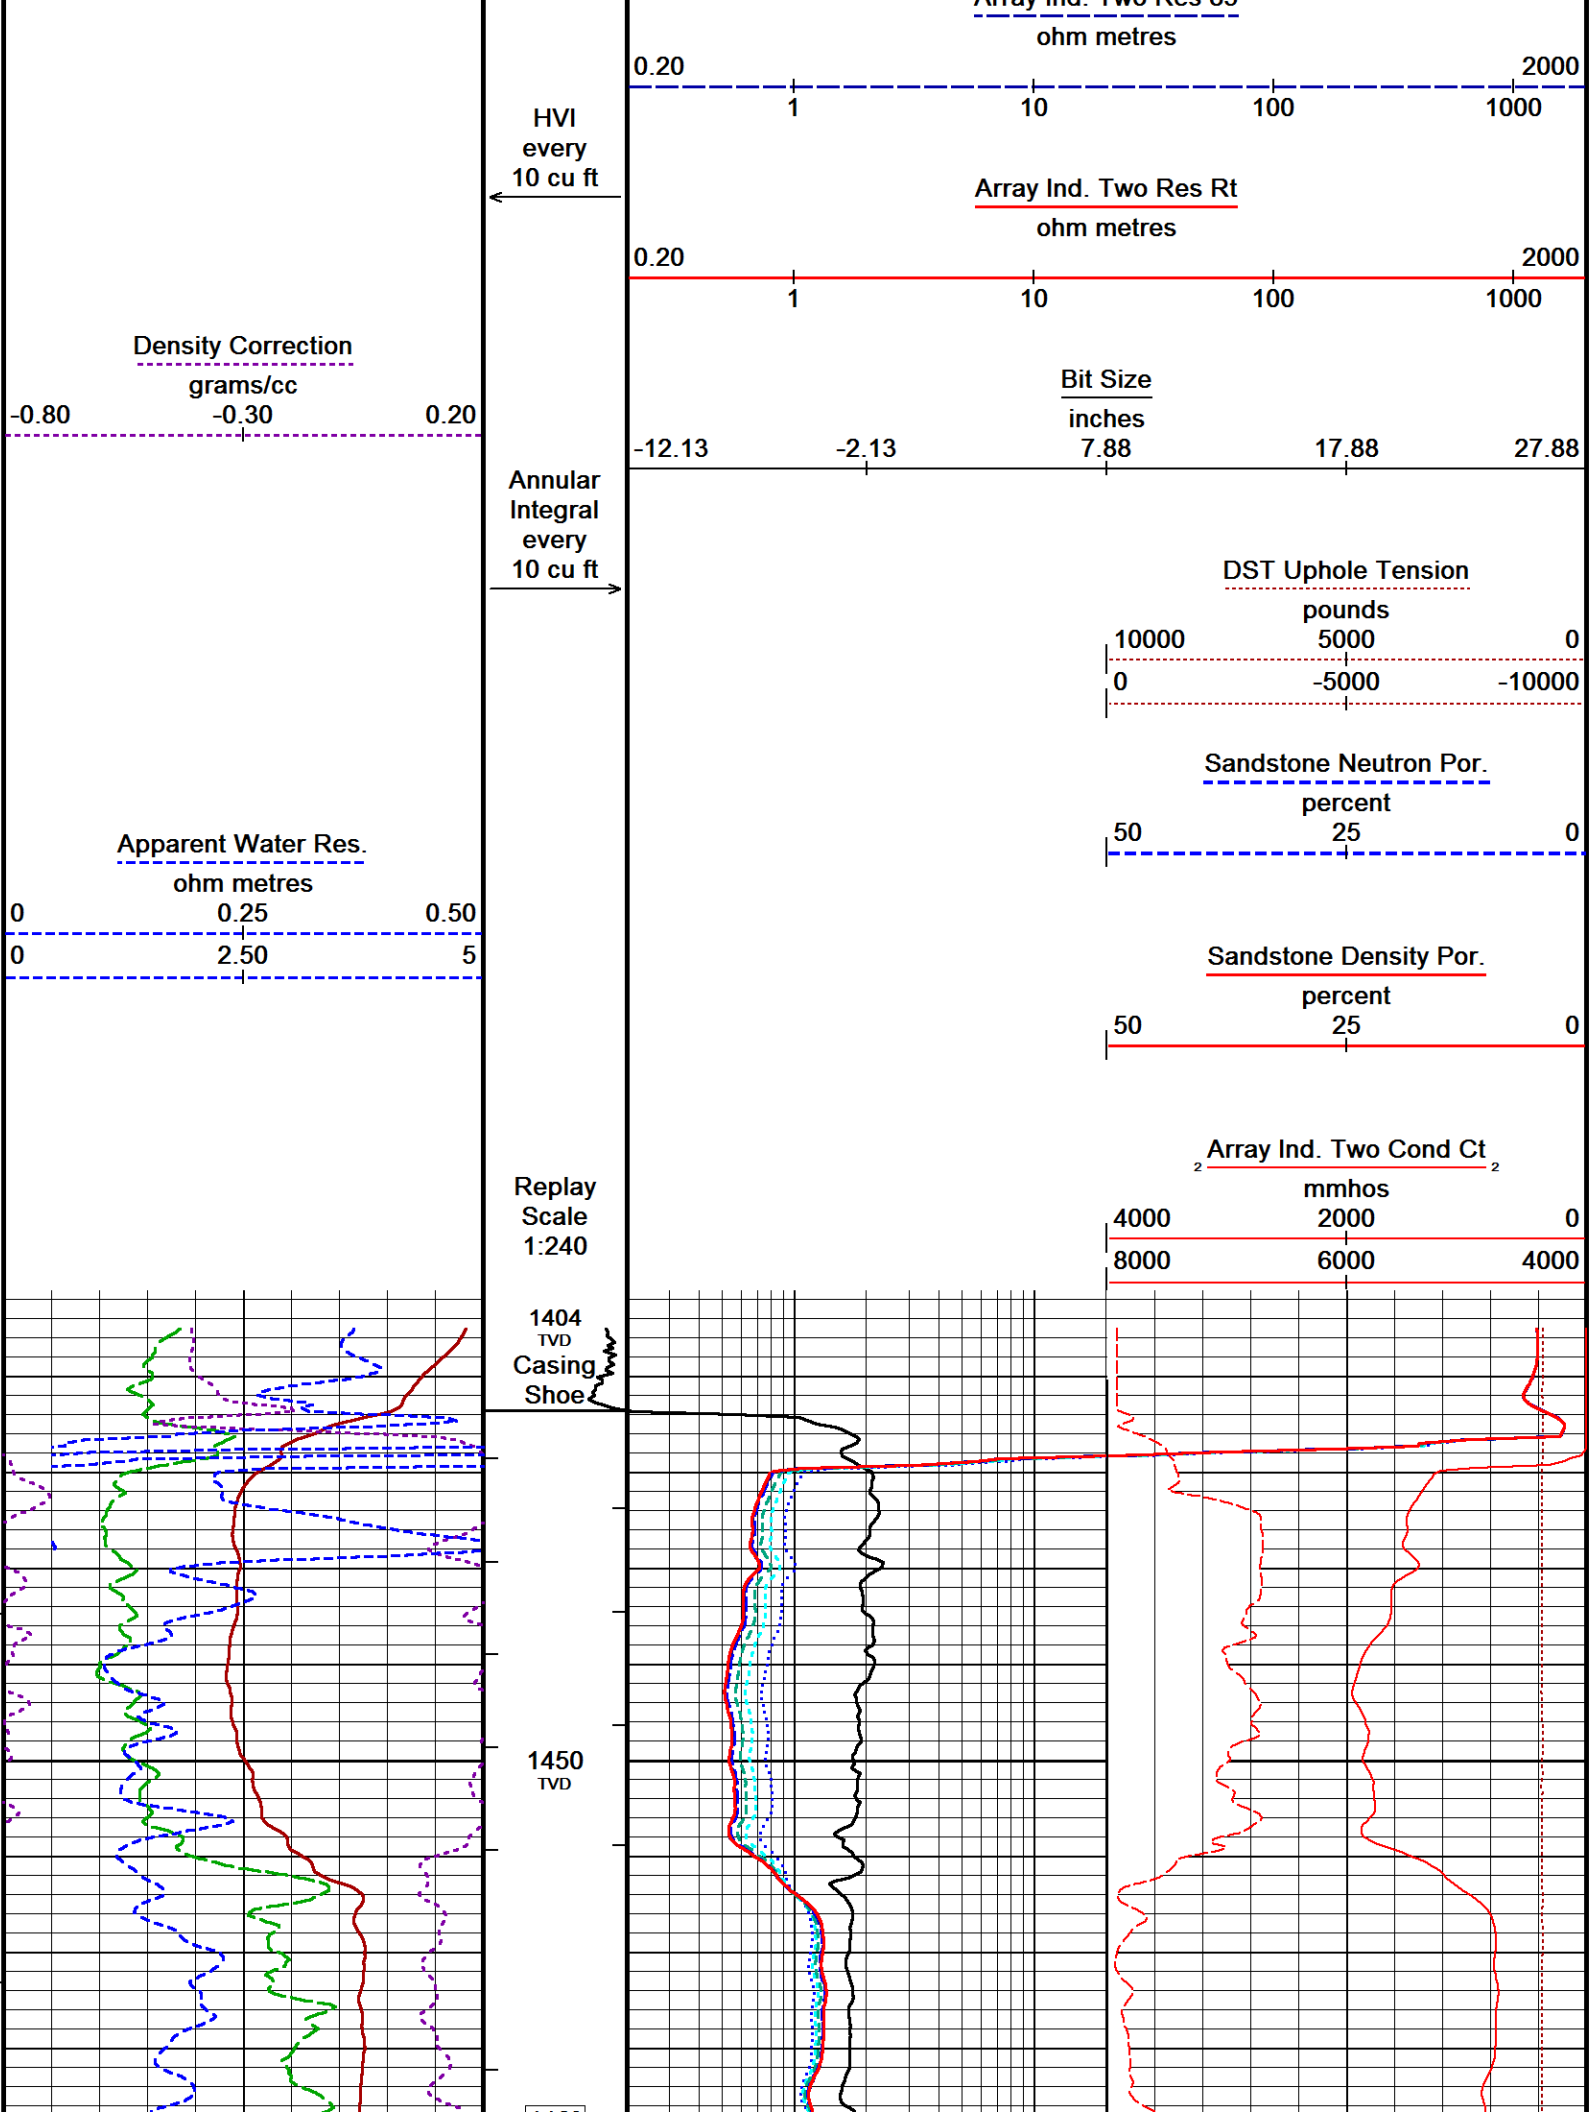 ohm metres
0.20 2000
1 10 100 1000
HVI
every
10 cu ft
Array Ind. Two Res Rt
ohm metres
0.20 2000
1 10 100 1000
Density Correction
grams/cc
-0.80 -0.30 0.20
Bit Size
inches
-12.13 -2.13 7.88 17.88 27.88
Annular
Integral
every
10 cu ft
DST Uphole Tension
pounds
10000 5000 0
0 -5000 -10000
Sandstone Neutron Por.
percent
50 25 0
Apparent Water Res.
ohm metres
0 0.25 0.50
0 2.50 5
Sandstone Density Por.
percent
50 25 0
2 Array Ind. Two Cond Ct 2
mmhos
4000 2000 0
8000 6000 4000
Replay
Scale
1:240
1404
TVD
Casing
Shoe
1450
TVD